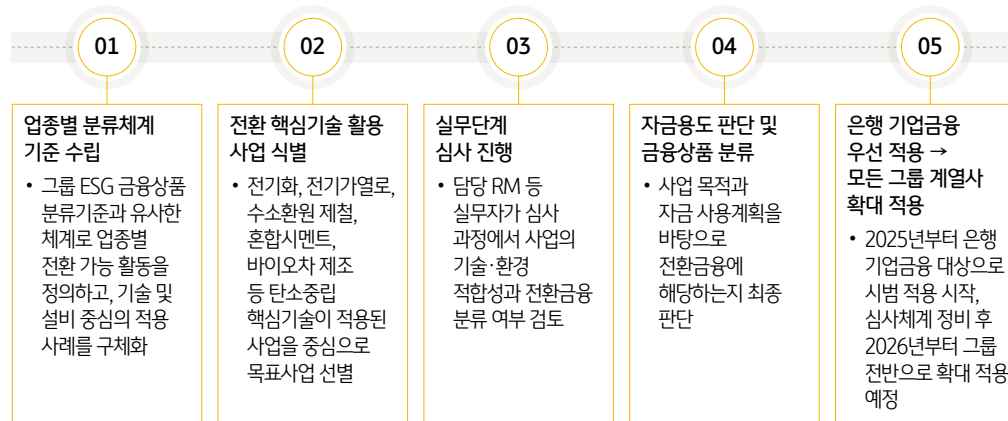 01
업종별 분류체계
기준 수립
• 그룹 ESG 금융상품
분류기준과 유사한
체계로 업종별
전환 가능 활동을
정의하고, 기술 및
설비 중심의 적용
사례를 구체화
02
전환 핵심기술 활용
사업 식별
• 전기화, 전기가열로,
수소환원 제철,
혼합시멘트,
바이오차 제조
등 탄소중립
핵심기술이 적용된
사업을 중심으로
목표사업 선별
03
실무단계
심사 진행
• 담당 RM 등
실무자가 심사
과정에서 사업의
기술·환경
적합성과 전환금융
분류 여부 검토
04
자금용도 판단 및
금융상품 분류
• 사업 목적과
자금 사용계획을
바탕으로
전환금융에
해당하는지 최종
판단
05
은행 기업금융
우선 적용 →
모든 그룹 계열사
확대 적용
• 2025년부터 은행
기업금융 대상으로
시범 적용 시작,
심사체계 정비 후
2026년부터 그룹
전반으로 확대 적용
예정